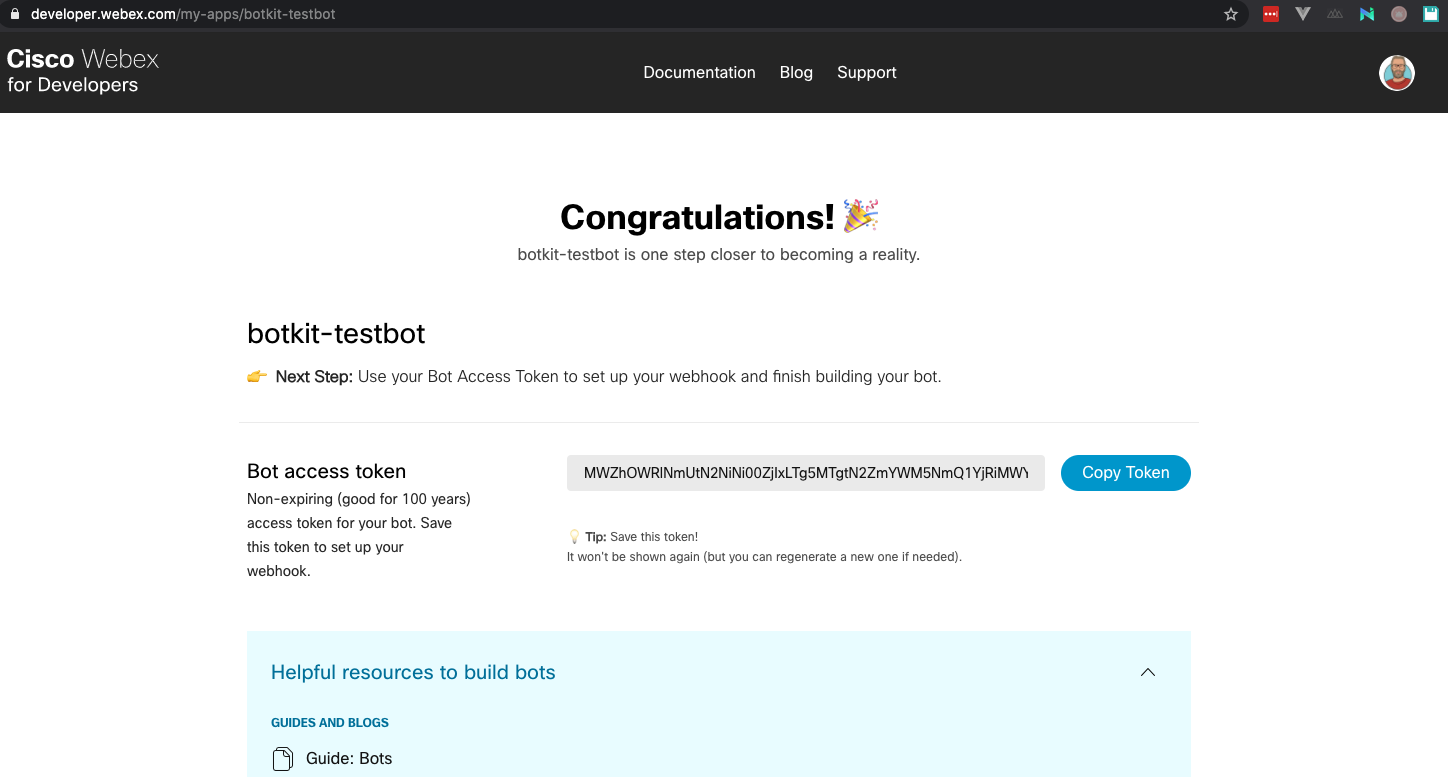 developer.webex.com/my-apps/botkit-testbot
Cisco Webex
for Developers
Documentation Blog Support
Congratulations! 🎉
botkit-testbot is one step closer to becoming a reality.
botkit-testbot
👉 Next Step: Use your Bot Access Token to set up your webhook and finish building your bot.
Bot access token
Non-expiring (good for 100 years)
access token for your bot. Save
this token to set up your
webhook.
MWZhOWRlNmUtN2NiNi00ZjIxLTg5MTgtN2ZmYWM5NmQ1YjRiMWY
Copy Token
💡 Tip: Save this token!
It won't be shown again (but you can regenerate a new one if needed).
Helpful resources to build bots
GUIDES AND BLOGS
Guide: Bots